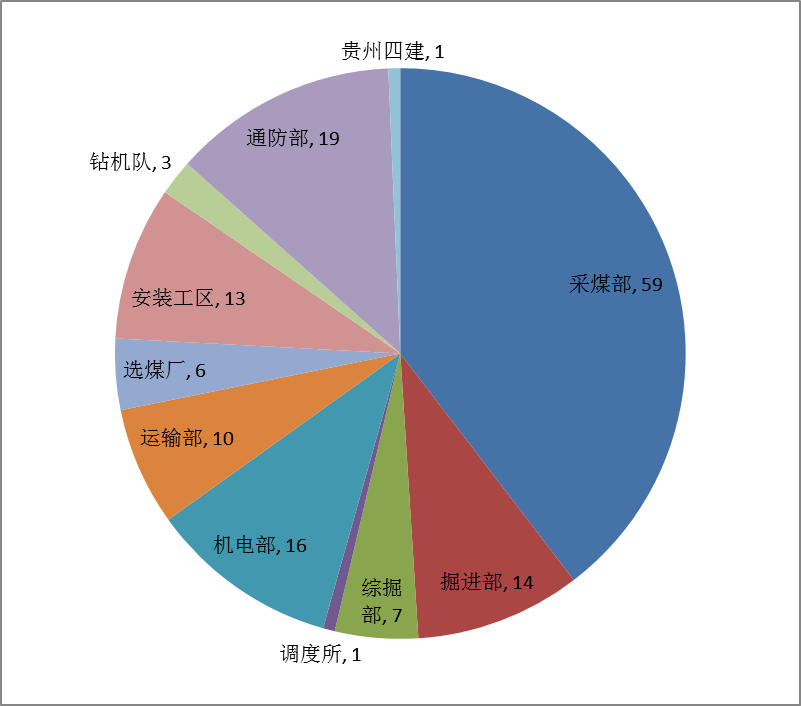 贵州四建, 1
通防部, 19
钻机队, 3
采煤部, 59
安装工区, 13
选煤厂, 6
运输部, 10
机电部, 16
掘进部, 14
综掘
部, 7
调度所, 1